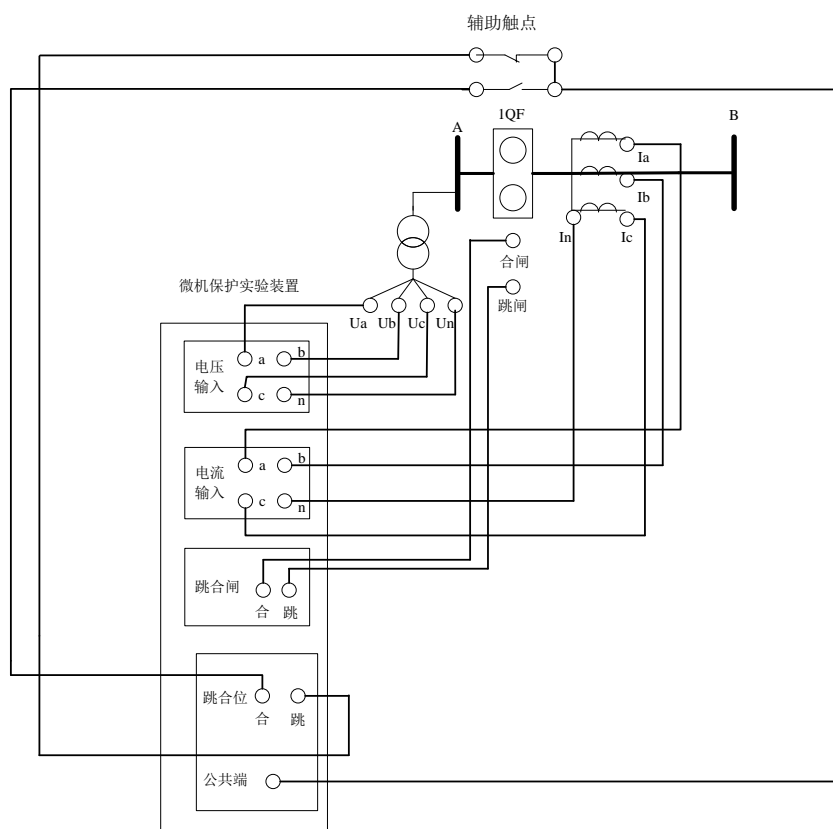 辅助触点
1QF
A
B
Ia
Ib
In
Ic
合闸
跳闸
微机保护实验装置
Ua
Ub
Uc
Un
电压
输入
a
b
c
n
电流
输入
a
b
c
n
跳合闸
合
跳
跳合位
合
跳
公共端